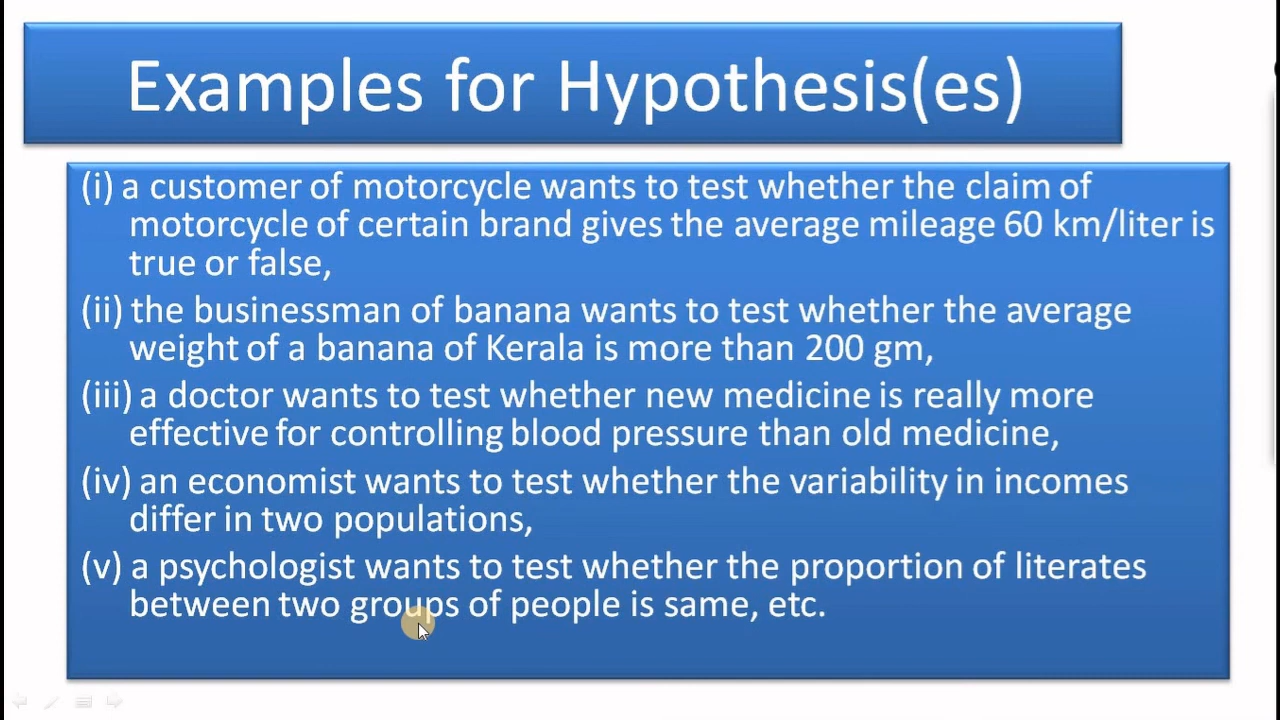 Examples for Hypothesis(es)
(i) a customer of motorcycle wants to test whether the claim of
motorcycle of certain brand gives the average mileage 60 km/liter is
true or false,
(ii) the businessman of banana wants to test whether the average
weight of a banana of Kerala is more than 200 gm,
(iii) a doctor wants to test whether new medicine is really more
effective for controlling blood pressure than old medicine,
(iv) an economist wants to test whether the variability in incomes
differ in two populations,
(v) a psychologist wants to test whether the proportion of literates
between two groups of people is same, etc.